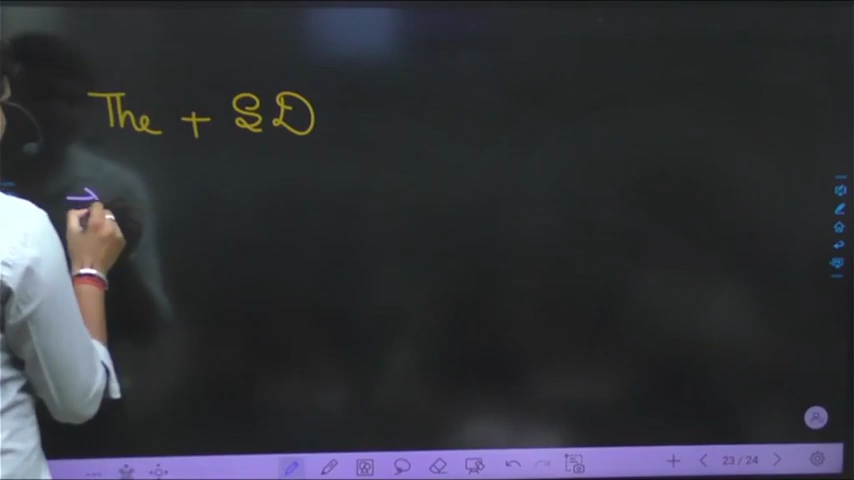 The + SD
→
23/24